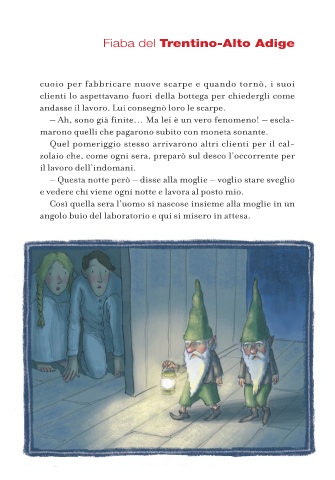 Fiaba del Trentino-Alto Adige
cuoio per fabbricare nuove scarpe e quando tornò, i suoi
clienti lo aspettavano fuori della bottega per chiedergli come
andasse il lavoro. Lui consegnò loro le scarpe.
– Ah, sono già finite... Ma lei è un vero fenomeno! – escla-
marono quelli che pagarono subito con moneta sonante.
Quel pomeriggio stesso arrivarono altri clienti per il cal-
zolaio che, come ogni sera, preparò sul desco l'occorrente per
il lavoro dell'indomani.
– Questa notte però – disse alla moglie – voglio stare sveglio
e vedere chi viene ogni notte e lavora al posto mio.
Così quella sera l'uomo si nascose insieme alla moglie in un
angolo buio del laboratorio e qui si misero in attesa.